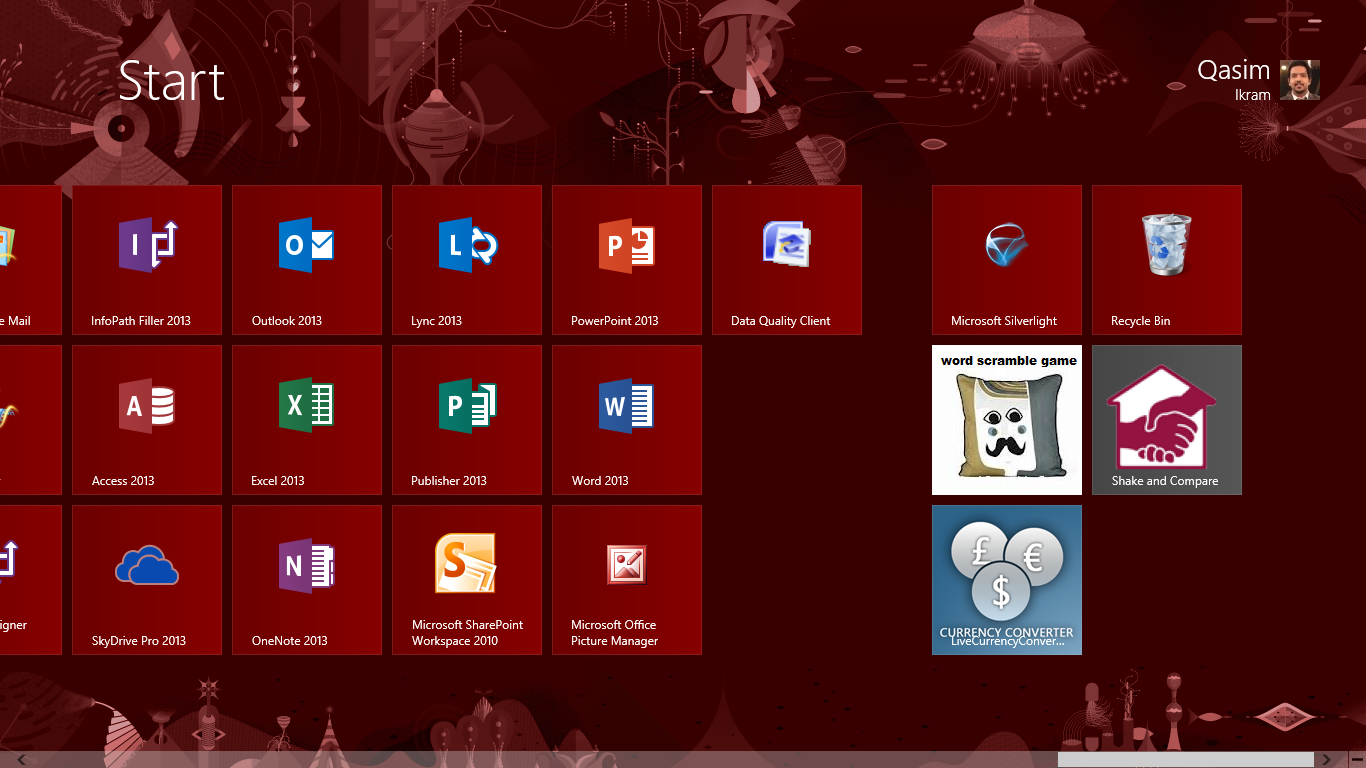 Start
Qasim
Ikram
e Mail
InfoPath Filler 2013
Outlook 2013
Lync 2013
PowerPoint 2013
Data Quality Client
Microsoft Silverlight
Recycle Bin
Access 2013
Excel 2013
Publisher 2013
Word 2013
word scramble game
Shake and Compare
igner
SkyDrive Pro 2013
OneNote 2013
Microsoft SharePoint
Workspace 2010
Microsoft Office
Picture Manager
CURRENCY CONVERTER
LiveCurrencyConver...